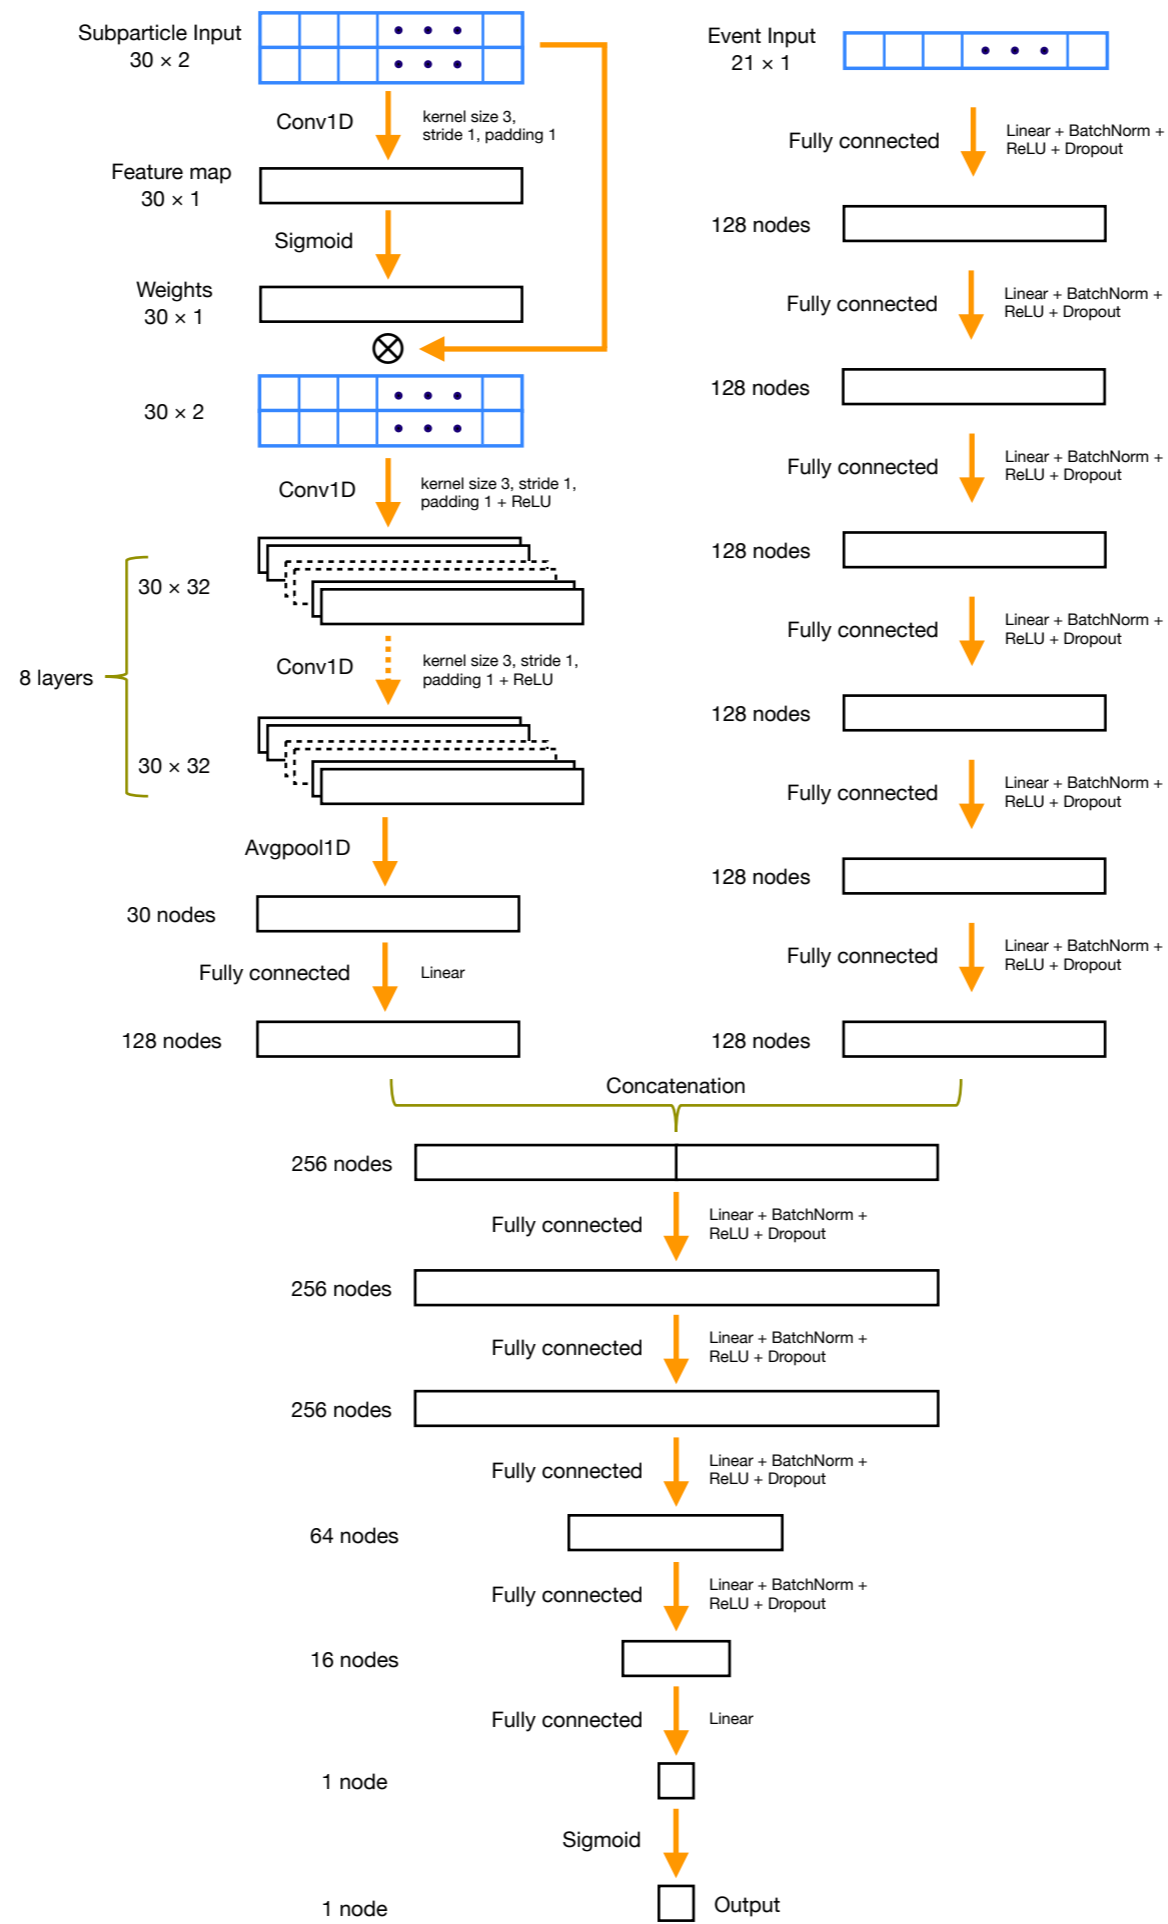 Subparticle Input
30 × 2
Conv1D
kernel size 3,
stride 1, padding 1
Feature map
30 × 1
Sigmoid
Weights
30 × 1
30 × 2
Conv1D
kernel size 3, stride 1,
padding 1 + ReLU
30 × 32
8 layers
Conv1D
kernel size 3, stride 1,
padding 1 + ReLU
30 × 32
Avgpool1D
30 nodes
Fully connected
Linear
128 nodes
Event Input
21 × 1
Fully connected
Linear + BatchNorm +
ReLU + Dropout
128 nodes
Fully connected
Linear + BatchNorm +
ReLU + Dropout
128 nodes
Fully connected
Linear + BatchNorm +
ReLU + Dropout
128 nodes
Fully connected
Linear + BatchNorm +
ReLU + Dropout
128 nodes
Fully connected
Linear + BatchNorm +
ReLU + Dropout
128 nodes
Fully connected
Linear + BatchNorm +
ReLU + Dropout
128 nodes
Concatenation
256 nodes
Fully connected
Linear + BatchNorm +
ReLU + Dropout
256 nodes
Fully connected
Linear + BatchNorm +
ReLU + Dropout
256 nodes
Fully connected
Linear + BatchNorm +
ReLU + Dropout
64 nodes
Fully connected
Linear + BatchNorm +
ReLU + Dropout
16 nodes
Fully connected
Linear
1 node
Sigmoid
1 node
Output